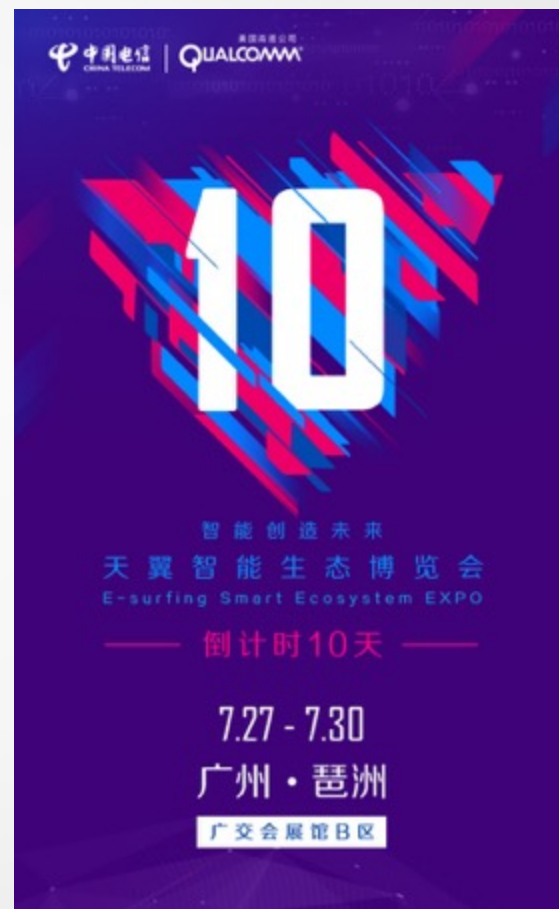 中国电信
CHINA TELECOM
美国高通公司
QUALCOMM
10
智能创造未来
天翼智能生态博览会
E-surfing Smart Ecosystem EXPO
倒计时10天
7.27 - 7.30
广州·琶洲
广交会展馆B区